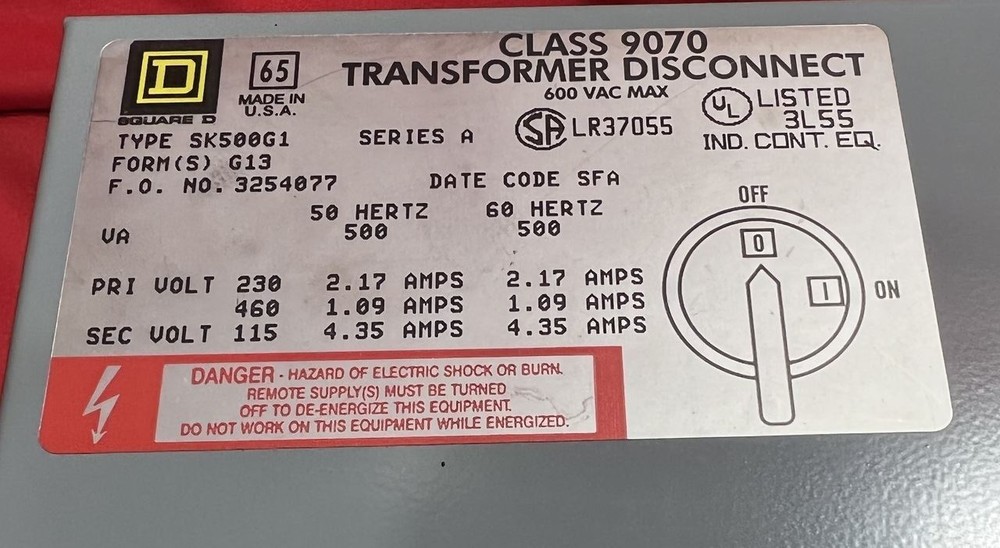 CLASS 9070
TRANSFORMER DISCONNECT
600 VAC MAX
D
SQUARE D
65
MADE IN
U.S.A.
TYPE SK500G1 SERIES A
SA LR37055
UL LISTED
3L55
IND. CONT. EQ.
FORM(S) G13
F.O. NO. 3254077 DATE CODE SFA
50 HERTZ 60 HERTZ
VA 500 500
PRI VOLT 230 2.17 AMPS 2.17 AMPS
460 1.09 AMPS 1.09 AMPS
SEC VOLT 115 4.35 AMPS 4.35 AMPS
OFF
O
I ON
DANGER - HAZARD OF ELECTRIC SHOCK OR BURN.
REMOTE SUPPLY(S) MUST BE TURNED
OFF TO DE-ENERGIZE THIS EQUIPMENT.
DO NOT WORK ON THIS EQUIPMENT WHILE ENERGIZED.